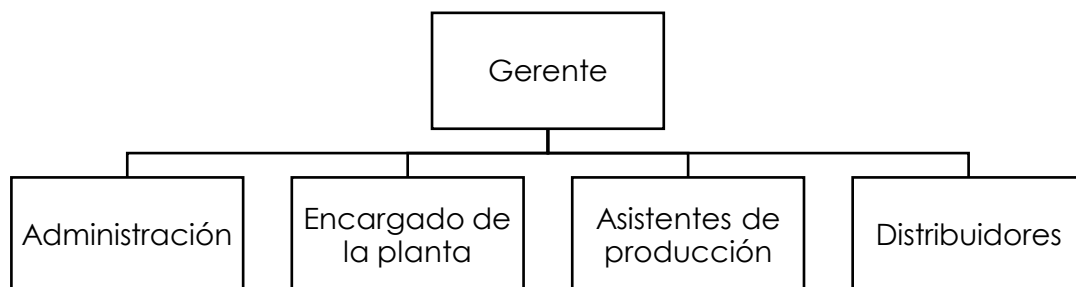 Gerente
Administración
Encargado de
la planta
Asistentes de
producción
Distribuidores